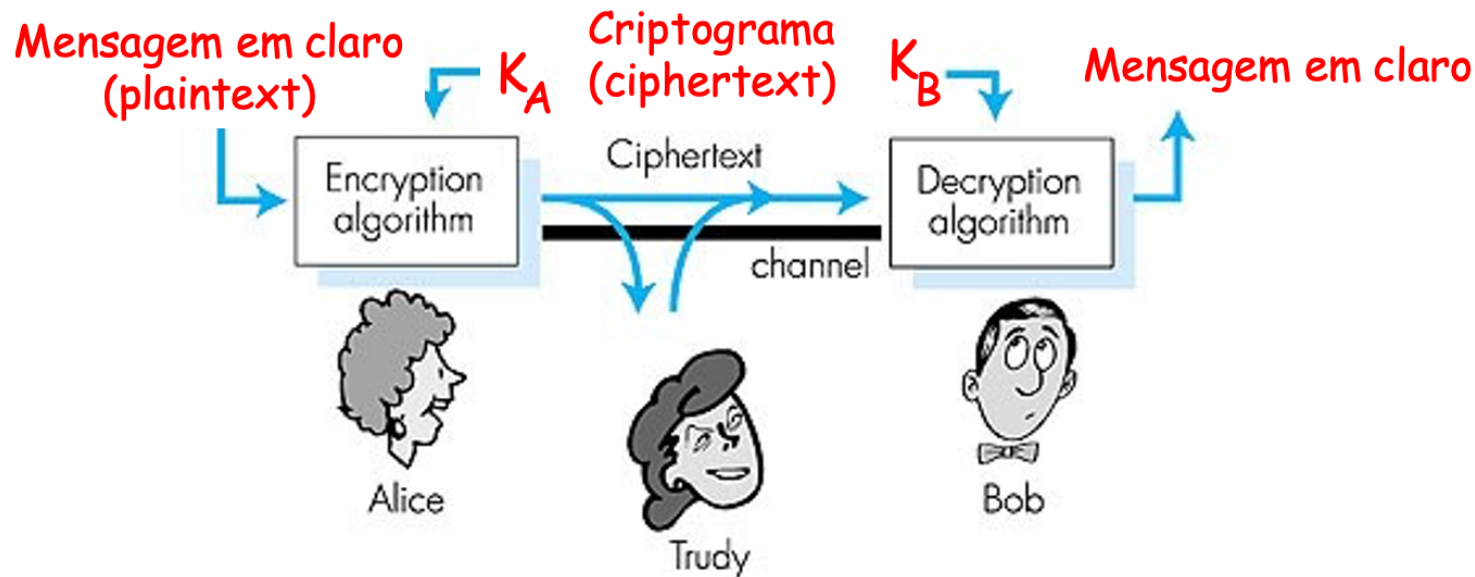 Mensagem em claro
(plaintext)
K_A
Criptograma
(ciphertext)
K_B
Mensagem em claro
Encryption
algorithm
Ciphertext
channel
Decryption
algorithm
Alice
Trudy
Bob